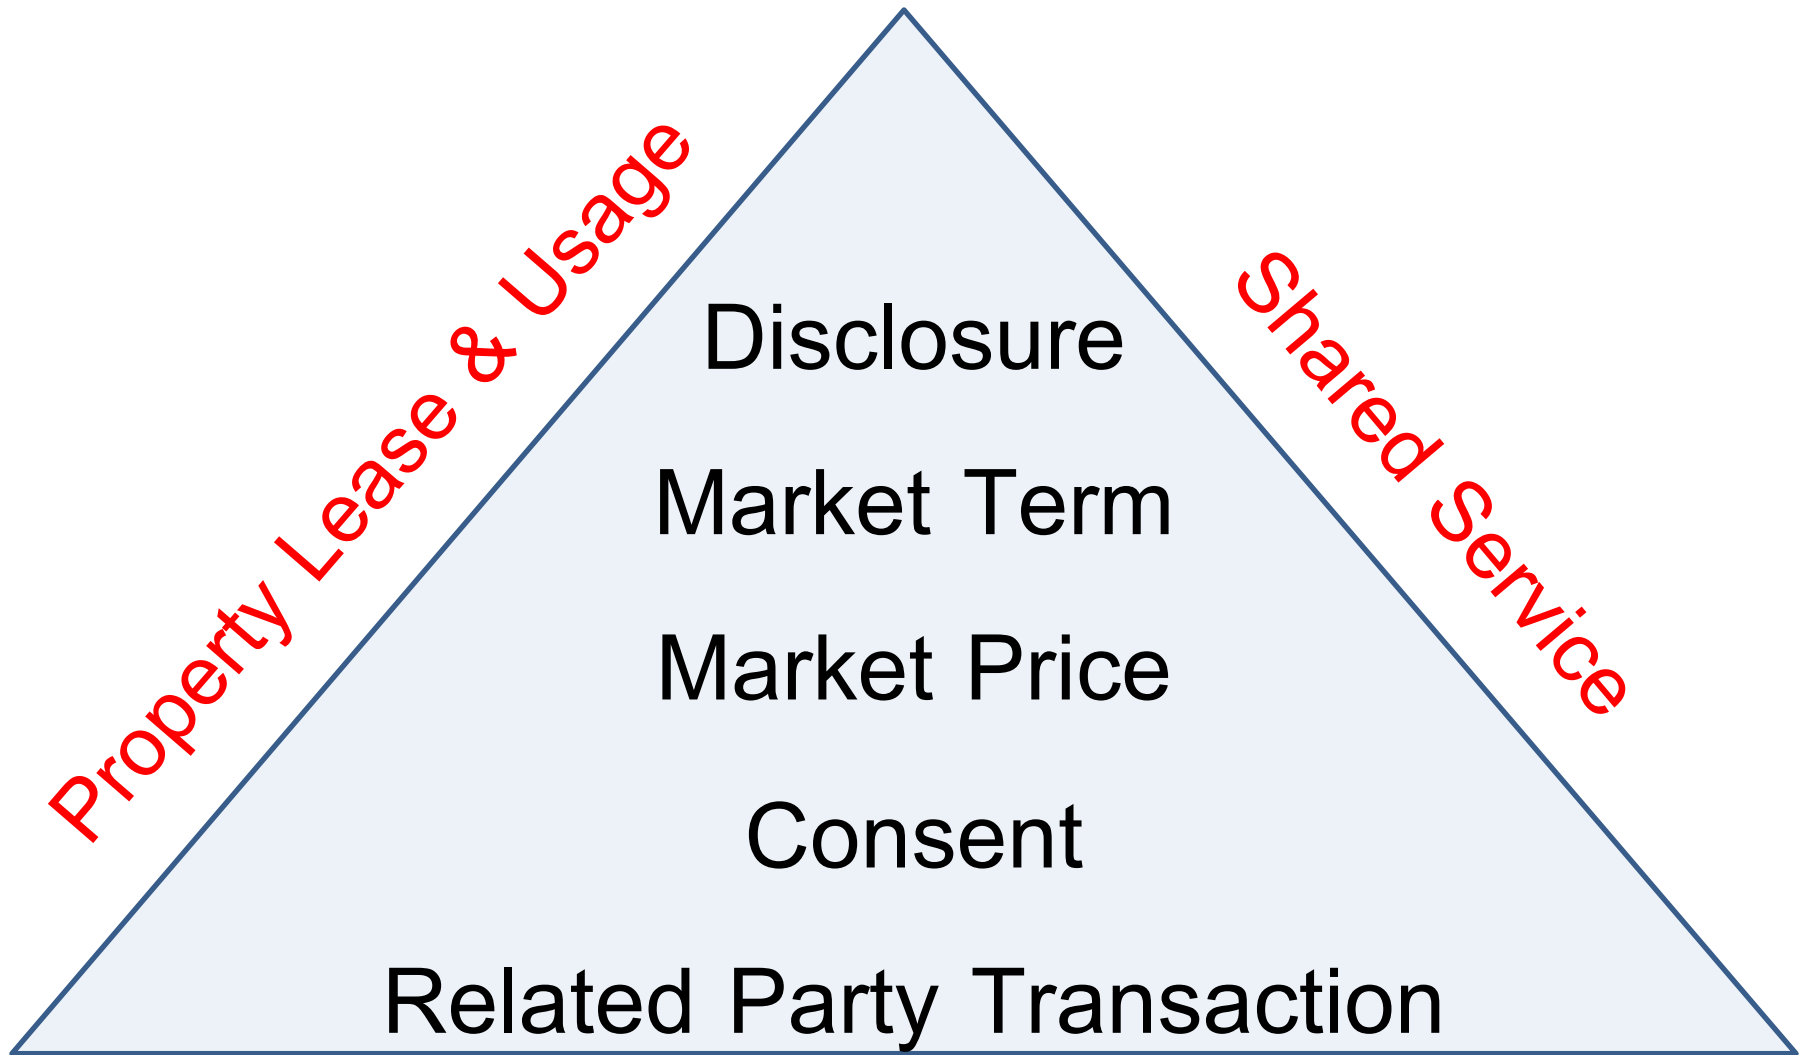 Property Lease & Usage
Shared Service
Disclosure
Market Term
Market Price
Consent
Related Party Transaction